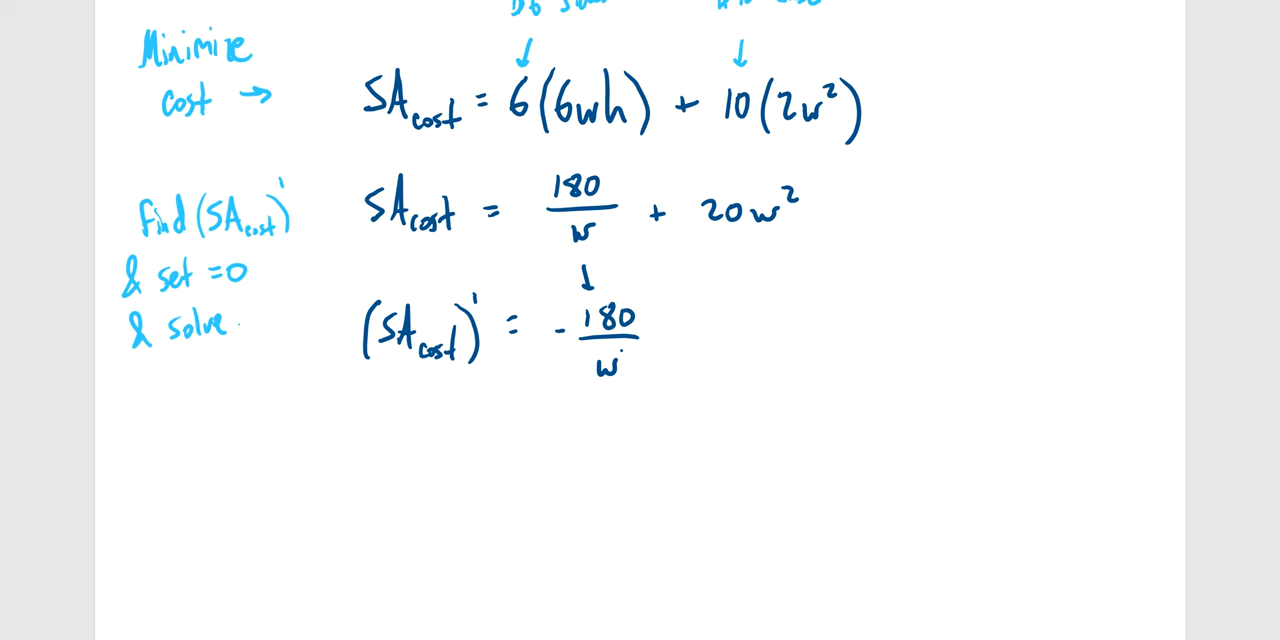 Minimize
cost →
SA_cost = 6(6wh) + 10(2w²)
Find (SA_cost)'
& set =0
& solve.
SA_cost = 180/w + 20w²
(SA_cost)' = - 180/w